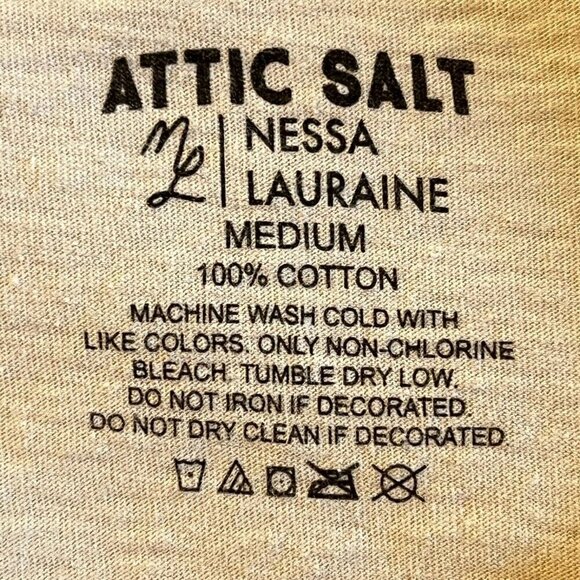 ATTIC SALT
NL | NESSA
LAURAINE
MEDIUM
100% COTTON
MACHINE WASH COLD WITH
LIKE COLORS. ONLY NON-CHLORINE
BLEACH. TUMBLE DRY LOW.
DO NOT IRON IF DECORATED.
DO NOT DRY CLEAN IF DECORATED.